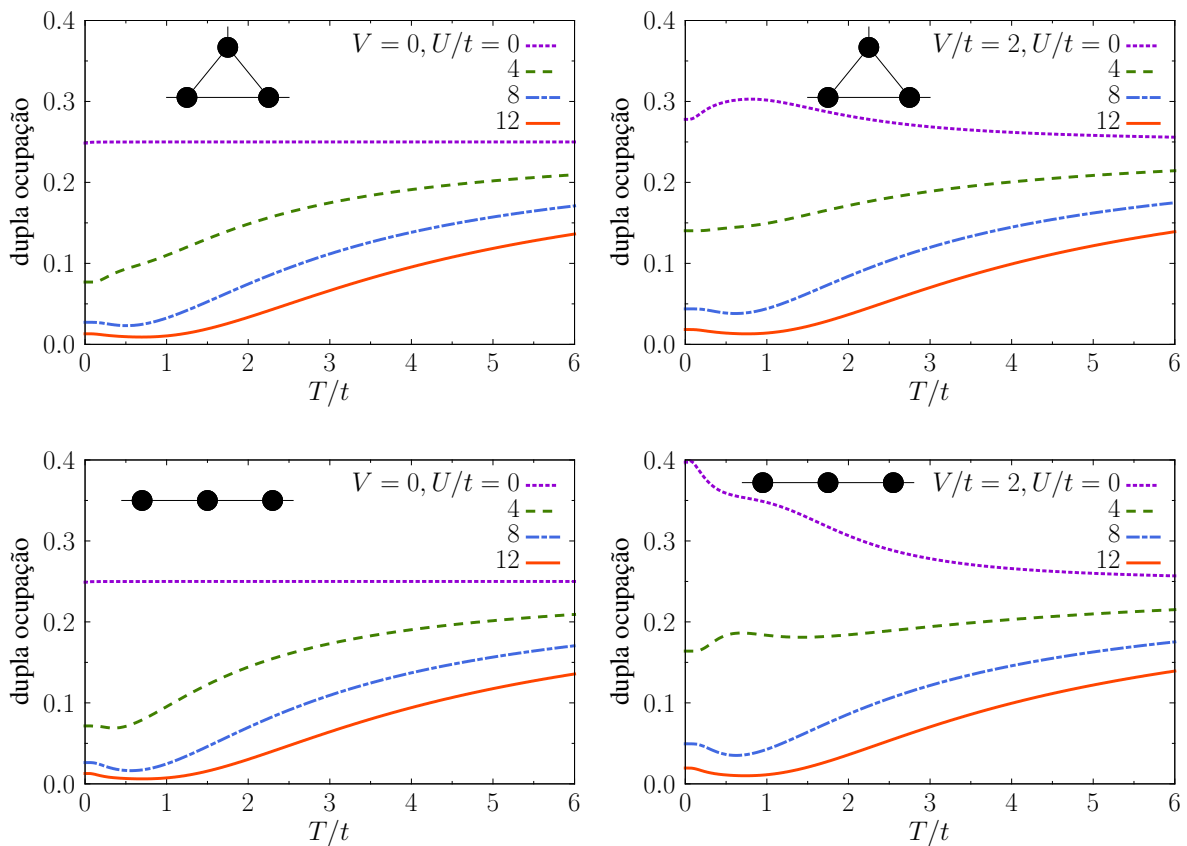 dupla ocupação
0.4
0.3
0.2
0.1
0.0
V = 0, U/t = 0
4
8
12
0 1 2 3 4 5 6
T/t
dupla ocupação
0.4
0.3
0.2
0.1
0.0
V/t = 2, U/t = 0
4
8
12
0 1 2 3 4 5 6
T/t
dupla ocupação
0.4
0.3
0.2
0.1
0.0
V = 0, U/t = 0
4
8
12
0 1 2 3 4 5 6
T/t
dupla ocupação
0.4
0.3
0.2
0.1
0.0
V/t = 2, U/t = 0
4
8
12
0 1 2 3 4 5 6
T/t